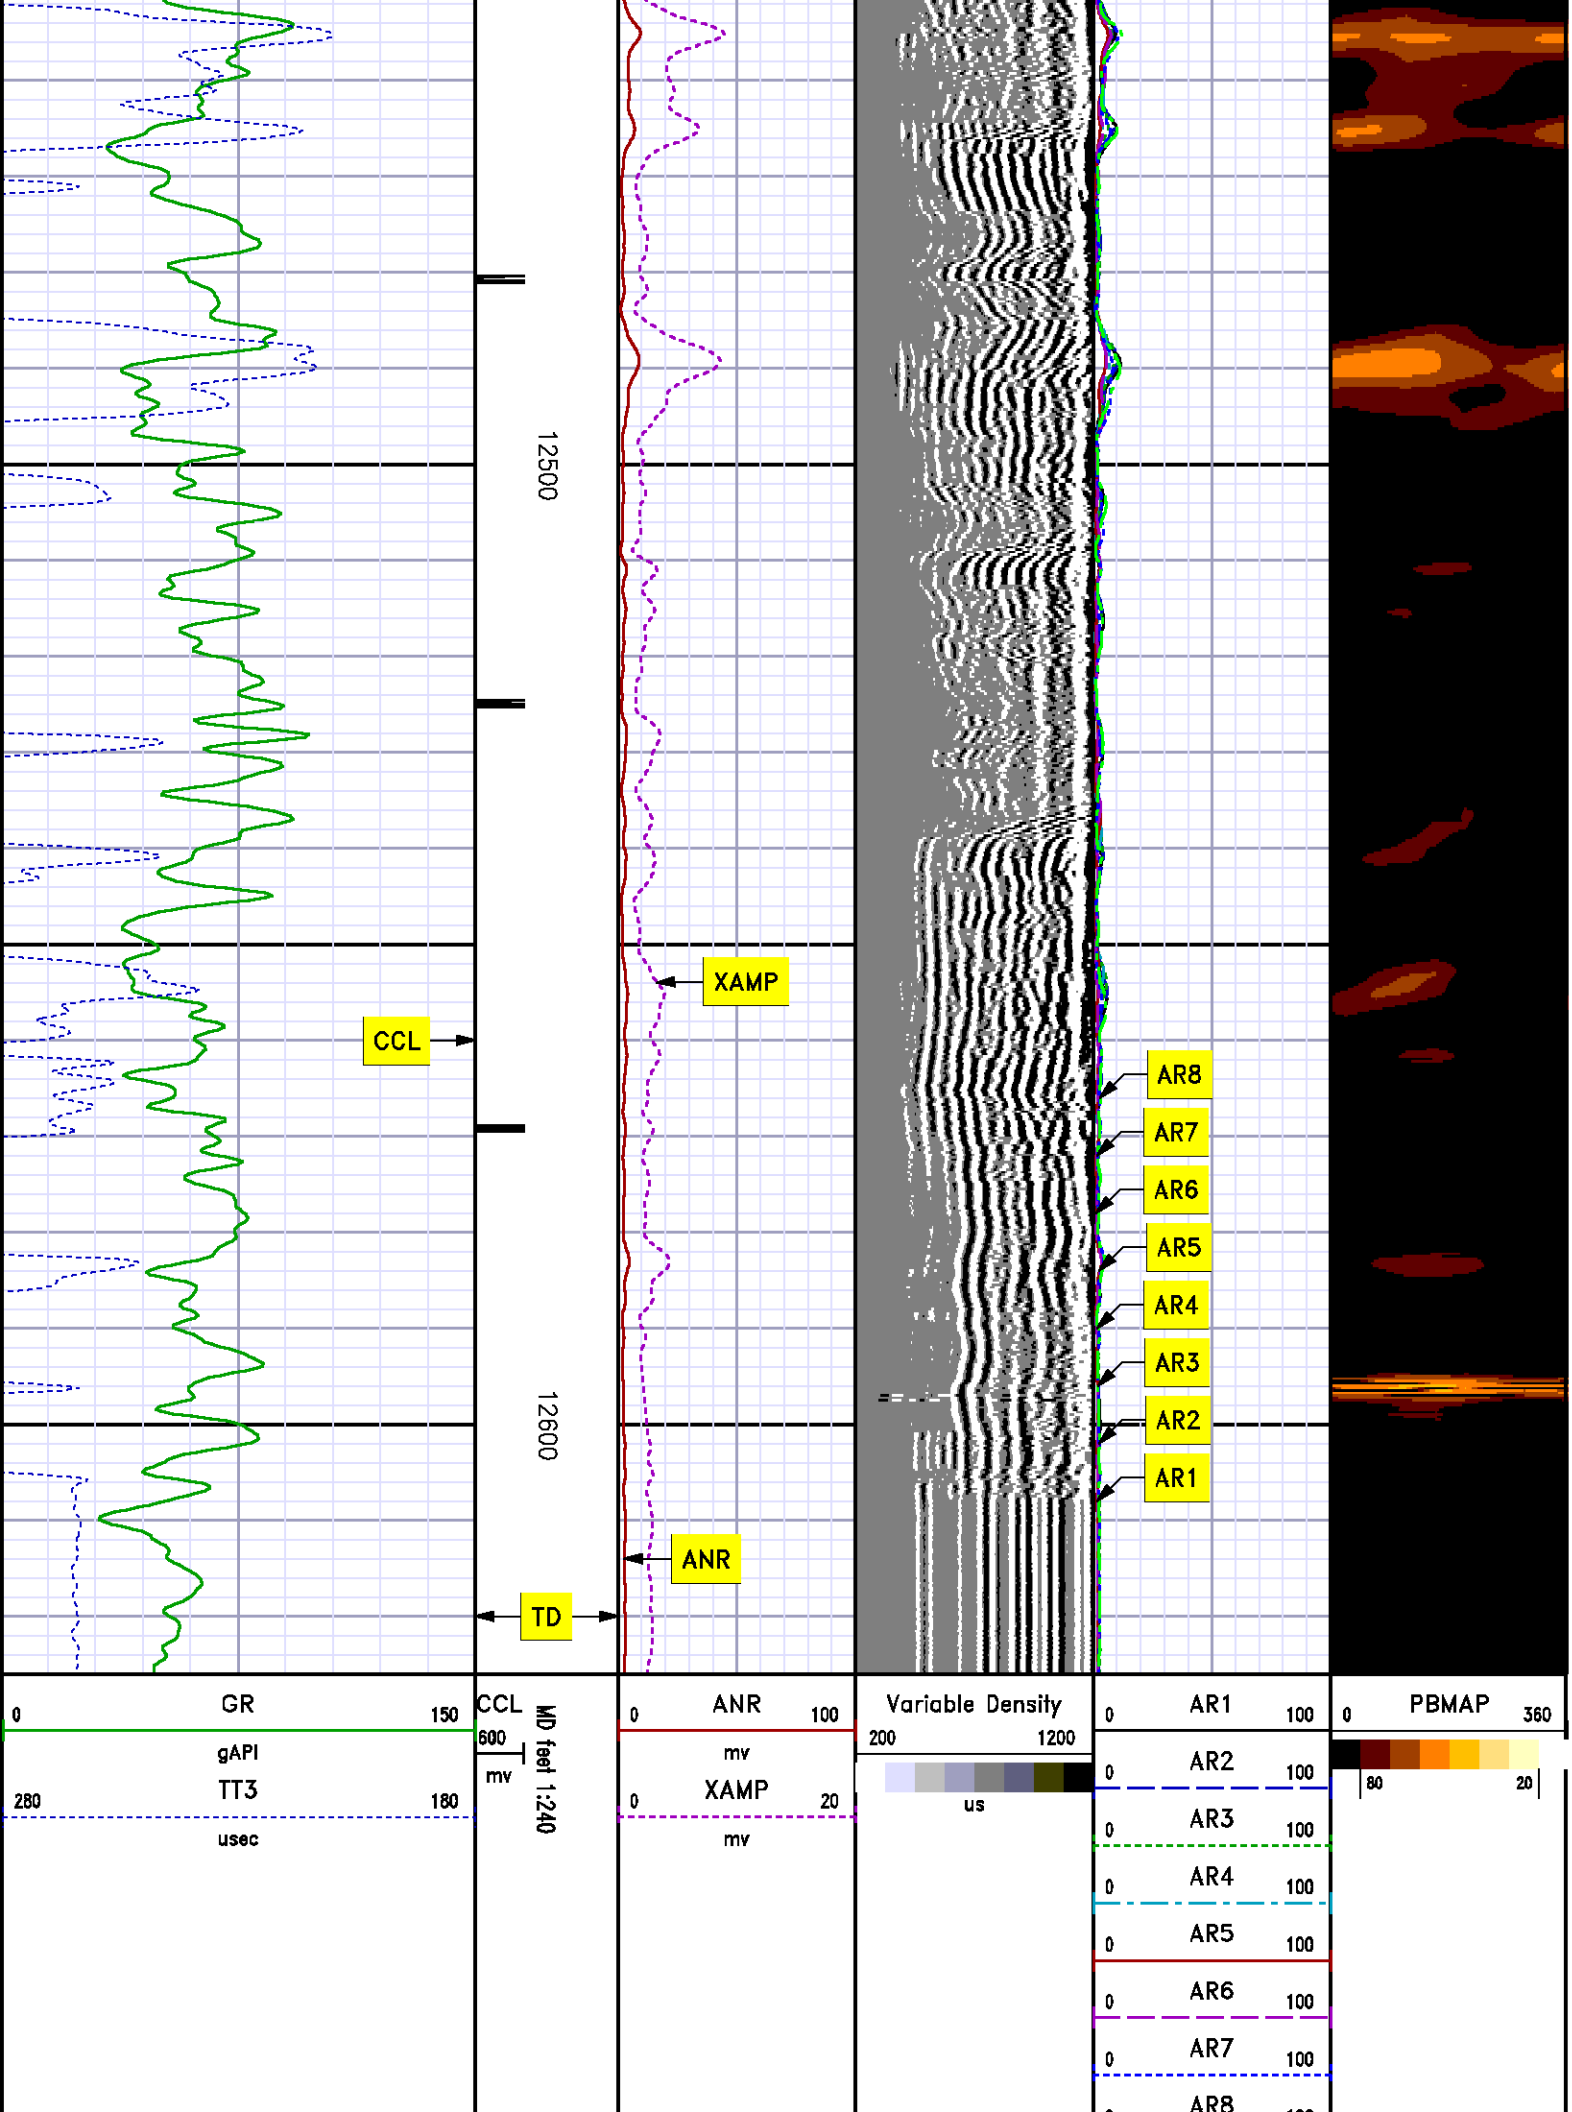 12500
XAMP
CCL
AR8
AR7
AR6
AR5
AR4
AR3
12600
AR2
AR1
ANR
TD
0 GR 150
gAPI
280 TT3 180
usec
CCL
600
mv
MD feet 1:240
0 ANR 100
mv
0 XAMP 20
mv
Variable Density
200 1200
us
0 AR1 100
0 AR2 100
0 AR3 100
0 AR4 100
0 AR5 100
0 AR6 100
0 AR7 100
AR8
0 PBMAP 360
80 20